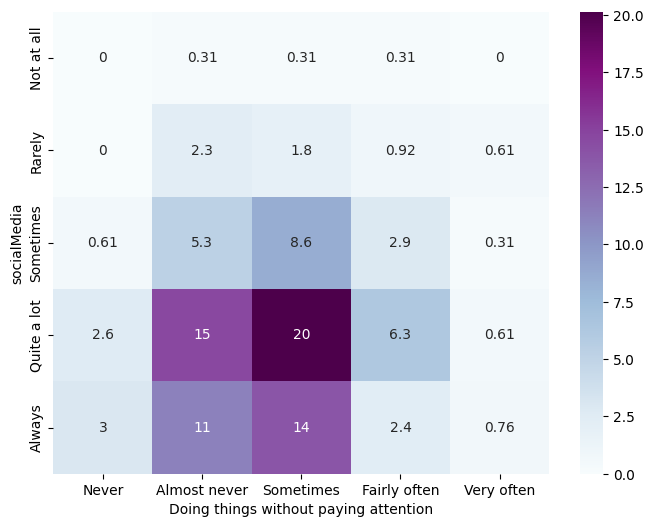 Not at all 0 0.31 0.31 0.31 0
Rarely 0 2.3 1.8 0.92 0.61
Sometimes 0.61 5.3 8.6 2.9 0.31
Quite a lot 2.6 15 20 6.3 0.61
Always 3 11 14 2.4 0.76
socialMedia
Never Almost never Sometimes Fairly often Very often
Doing things without paying attention
20.0
17.5
15.0
12.5
10.0
7.5
5.0
2.5
0.0